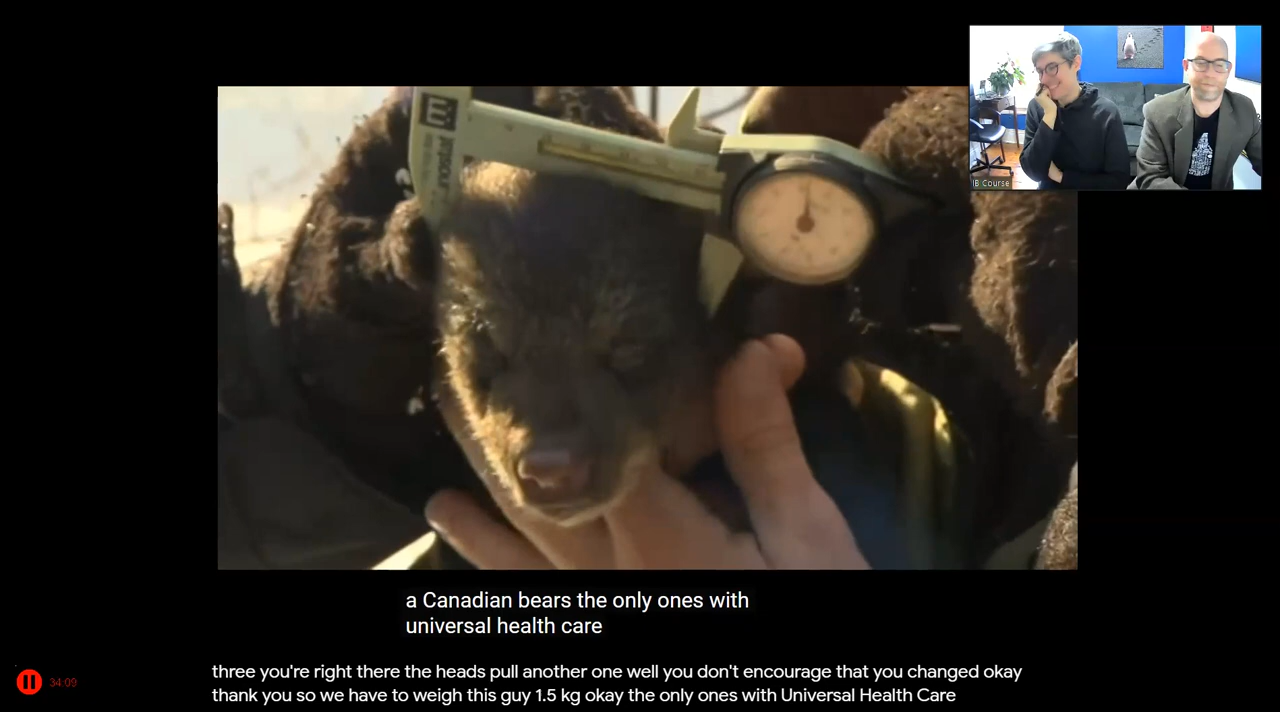 IB Course
a Canadian bears the only ones with
universal health care
three you're right there the heads pull another one well you don't encourage that you changed okay
thank you so we have to weigh this guy 1.5 kg okay the only ones with Universal Health Care
34:09